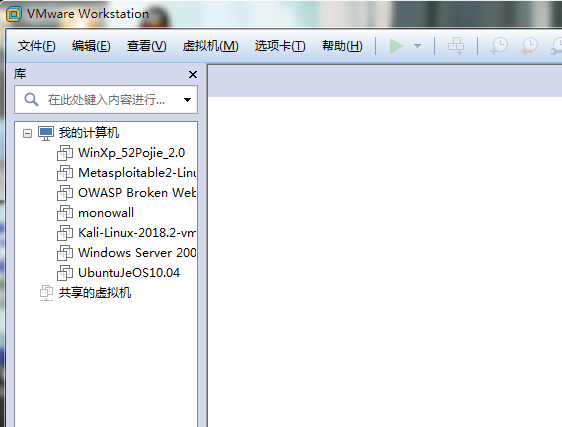 VMware Workstation
文件(F) 编辑(E) 查看(V) 虚拟机(M) 选项卡(T) 帮助(H)
库
在此处键入内容进行...
我的计算机
WinXp_52Pojie_2.0
Metasploitable2-Linu
OWASP Broken Web
monowall
Kali-Linux-2018.2-vm
Windows Server 200
UbuntuJeOS10.04
共享的虚拟机